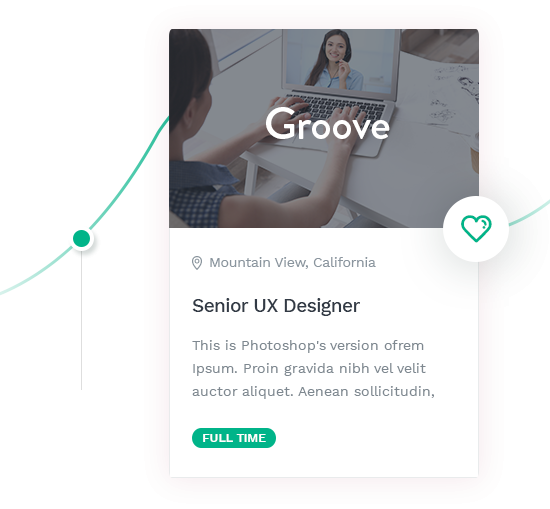 Groove
Mountain View, California
Senior UX Designer
This is Photoshop's version ofrem
Ipsum. Proin gravida nibh vel velit
auctor aliquet. Aenean sollicitudin,
FULL TIME